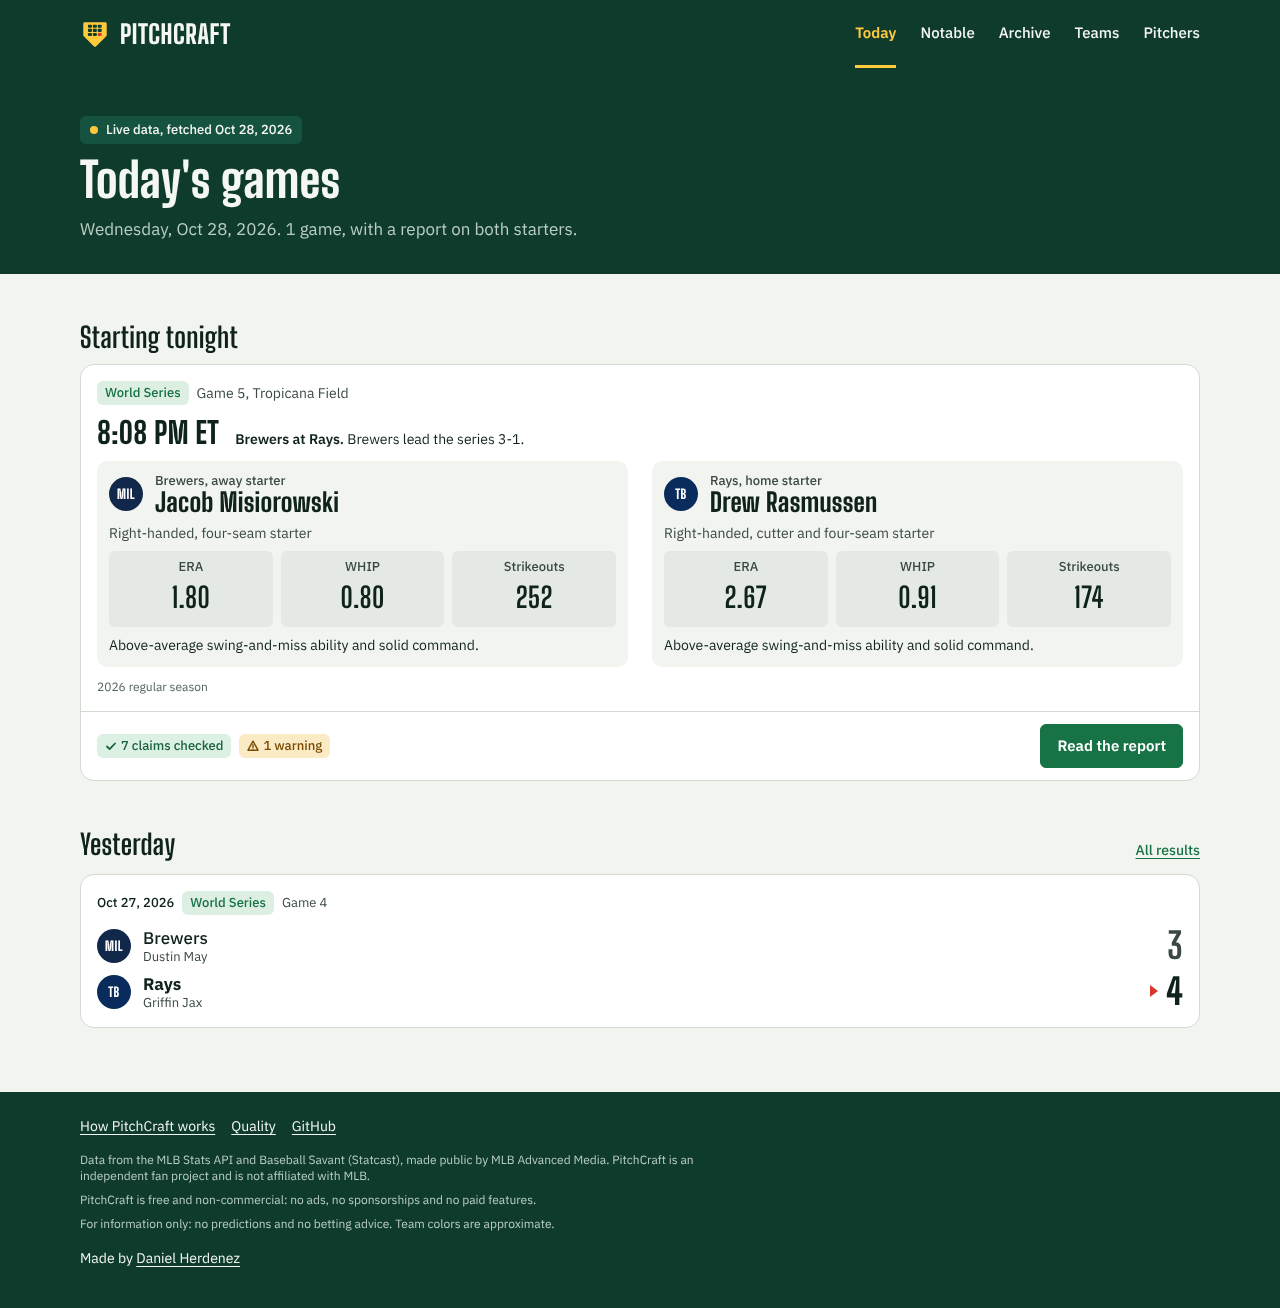 PITCHCRAFT
Today Notable Archive Teams Pitchers
Live data, fetched Oct 28, 2026
Today's games
Wednesday, Oct 28, 2026. 1 game, with a report on both starters.
Starting tonight
World Series Game 5, Tropicana Field
8:08 PM ET Brewers at Rays. Brewers lead the series 3-1.
MIL
Brewers, away starter
Jacob Misiorowski
Right-handed, four-seam starter
ERA WHIP Strikeouts
1.80 0.80 252
Above-average swing-and-miss ability and solid command.
TB
Rays, home starter
Drew Rasmussen
Right-handed, cutter and four-seam starter
ERA WHIP Strikeouts
2.67 0.91 174
Above-average swing-and-miss ability and solid command.
2026 regular season
7 claims checked 1 warning Read the report
Yesterday All results
Oct 27, 2026 World Series Game 4
MIL Brewers 3
Dustin May
TB Rays 4
Griffin Jax
How PitchCraft works Quality GitHub
Data from the MLB Stats API and Baseball Savant (Statcast), made public by MLB Advanced Media. PitchCraft is an
independent fan project and is not affiliated with MLB.
PitchCraft is free and non-commercial: no ads, no sponsorships and no paid features.
For information only: no predictions and no betting advice. Team colors are approximate.
Made by Daniel Herdenez